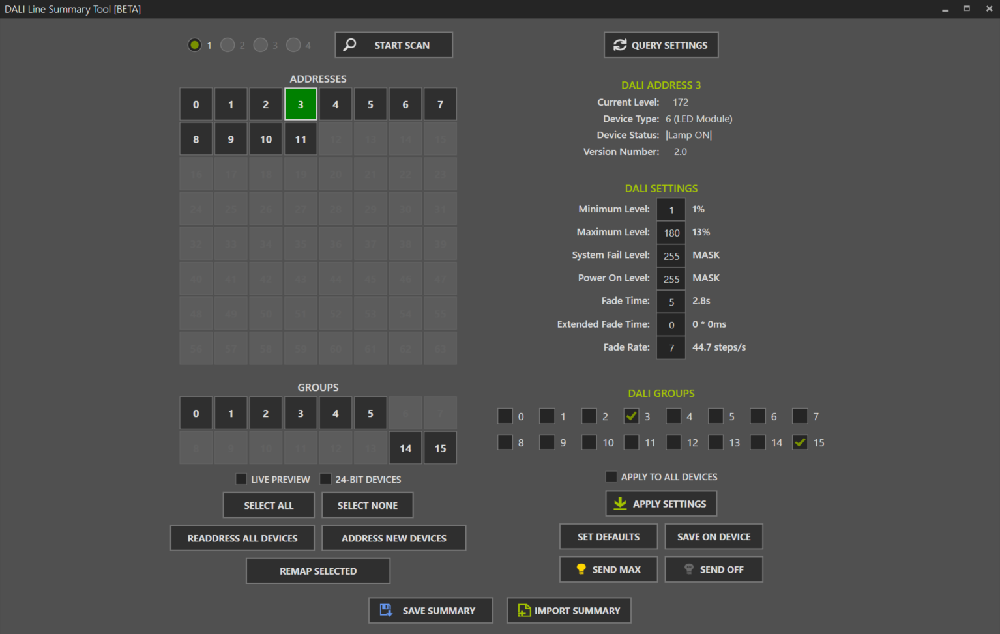 DALI Line Summary Tool [BETA]
1 2 3 4 START SCAN QUERY SETTINGS
ADDRESSES
0 1 2 3 4 5 6 7
8 9 10 11 12 13 14 15
16 17 18 19 20 21 22 23
24 25 26 27 28 29 30 31
32 33 34 35 36 37 38 39
40 41 42 43 44 45 46 47
48 49 50 51 52 53 54 55
56 57 58 59 60 61 62 63
GROUPS
0 1 2 3 4 5 6 7
8 9 10 11 12 13 14 15
LIVE PREVIEW 24-BIT DEVICES
SELECT ALL SELECT NONE
READDRESS ALL DEVICES ADDRESS NEW DEVICES
REMAP SELECTED
DALI ADDRESS 3
Current Level: 172
Device Type: 6 (LED Module)
Device Status: |Lamp ON|
Version Number: 2.0
DALI SETTINGS
Minimum Level: 1 1%
Maximum Level: 180 13%
System Fail Level: 255 MASK
Power On Level: 255 MASK
Fade Time: 5 2.8s
Extended Fade Time: 0 0 * 0ms
Fade Rate: 7 44.7 steps/s
DALI GROUPS
0 1 2 3 4 5 6 7
8 9 10 11 12 13 14 15
APPLY TO ALL DEVICES
APPLY SETTINGS
SET DEFAULTS SAVE ON DEVICE
SEND MAX SEND OFF
SAVE SUMMARY IMPORT SUMMARY